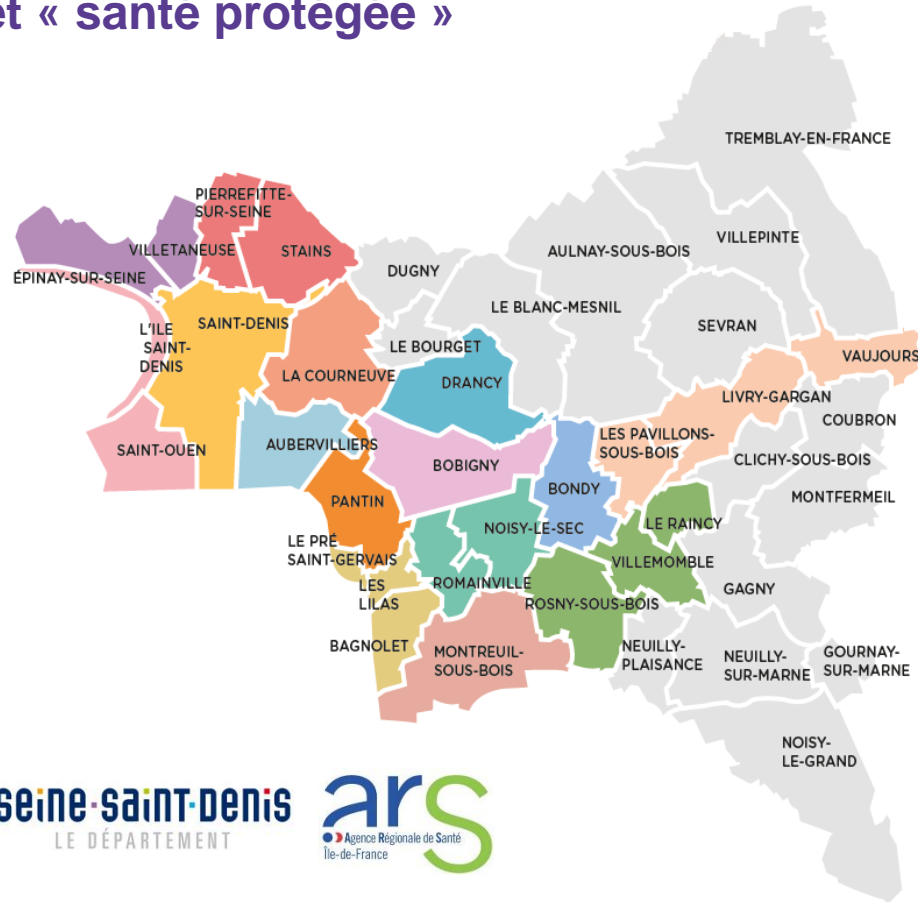 et « santé protégée »
TREMBLAY-EN-FRANCE
PIERREFITTE-
SUR-SEINE
VILLETANEUSE
STAINS
AULNAY-SOUS-BOIS
VILLEPINTE
ÉPINAY-SUR-SEINE
DUGNY
LE BLANC-MESNIL
L'ILE
SAINT-
DENIS
SAINT-DENIS
SEVRAN
LE BOURGET
VAUJOURS
LA COURNEUVE
DRANCY
LIVRY-GARGAN
COUBRON
SAINT-OUEN
AUBERVILLIERS
LES PAVILLONS-
SOUS-BOIS
BOBIGNY
CLICHY-SOUS-BOIS
BONDY
MONTFERMEIL
PANTIN
NOISY-LE-SEC
LE RAINCY
LE PRÉ
SAINT-GERVAIS
VILLEMOMBLE
LES
LILAS
ROMAINVILLE
GAGNY
ROSNY-SOUS-BOIS
BAGNOLET
MONTREUIL-
SOUS-BOIS
NEUILLY-
PLAISANCE
NEUILLY-
SUR-MARNE
GOURNAY-
SUR-MARNE
NOISY-
LE-GRAND
seine-saint-denis
LE DÉPARTEMENT
ars
Agence Régionale de Santé
Île-de-France